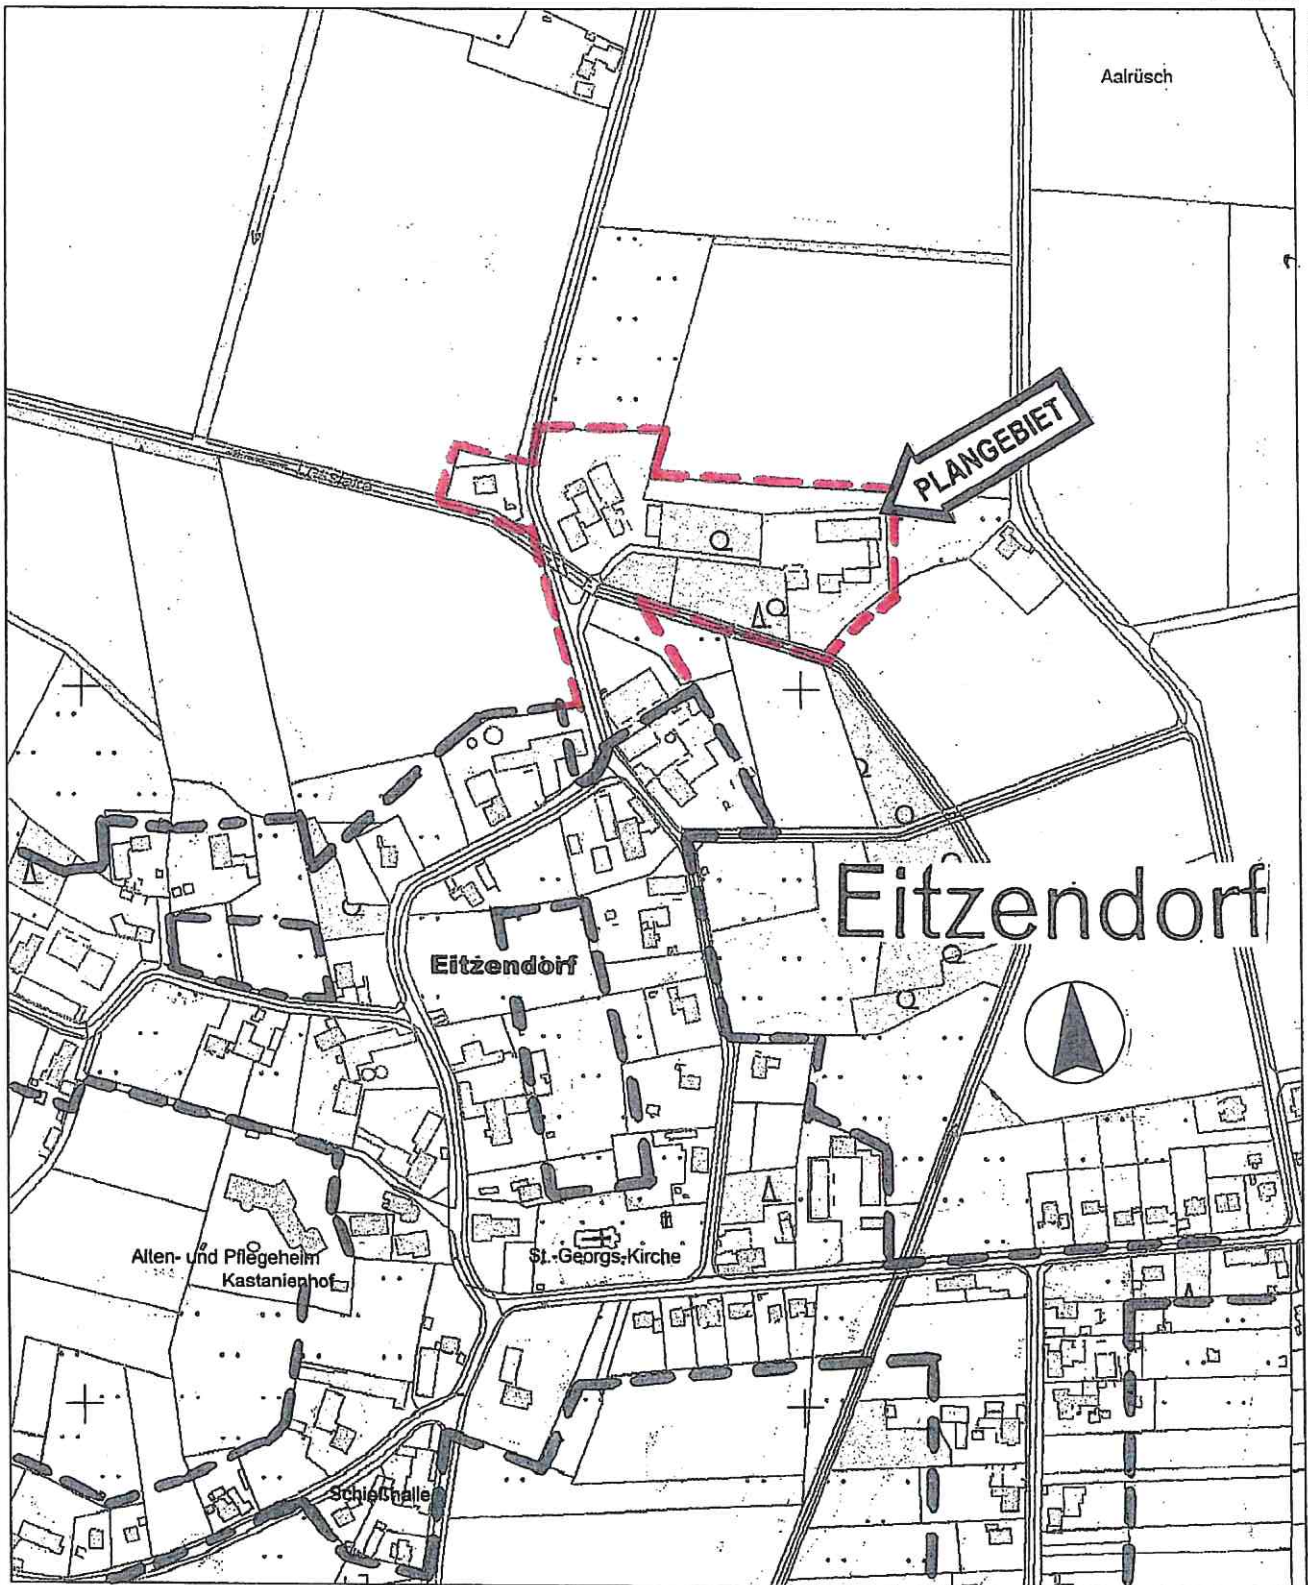 Aalrüsch
PLANGEBIET
Eitzendorf
Eitzendorf
Alten- und Pflegeheim
Kastanienhof
St.-Georgs-Kirche
Schießhalle